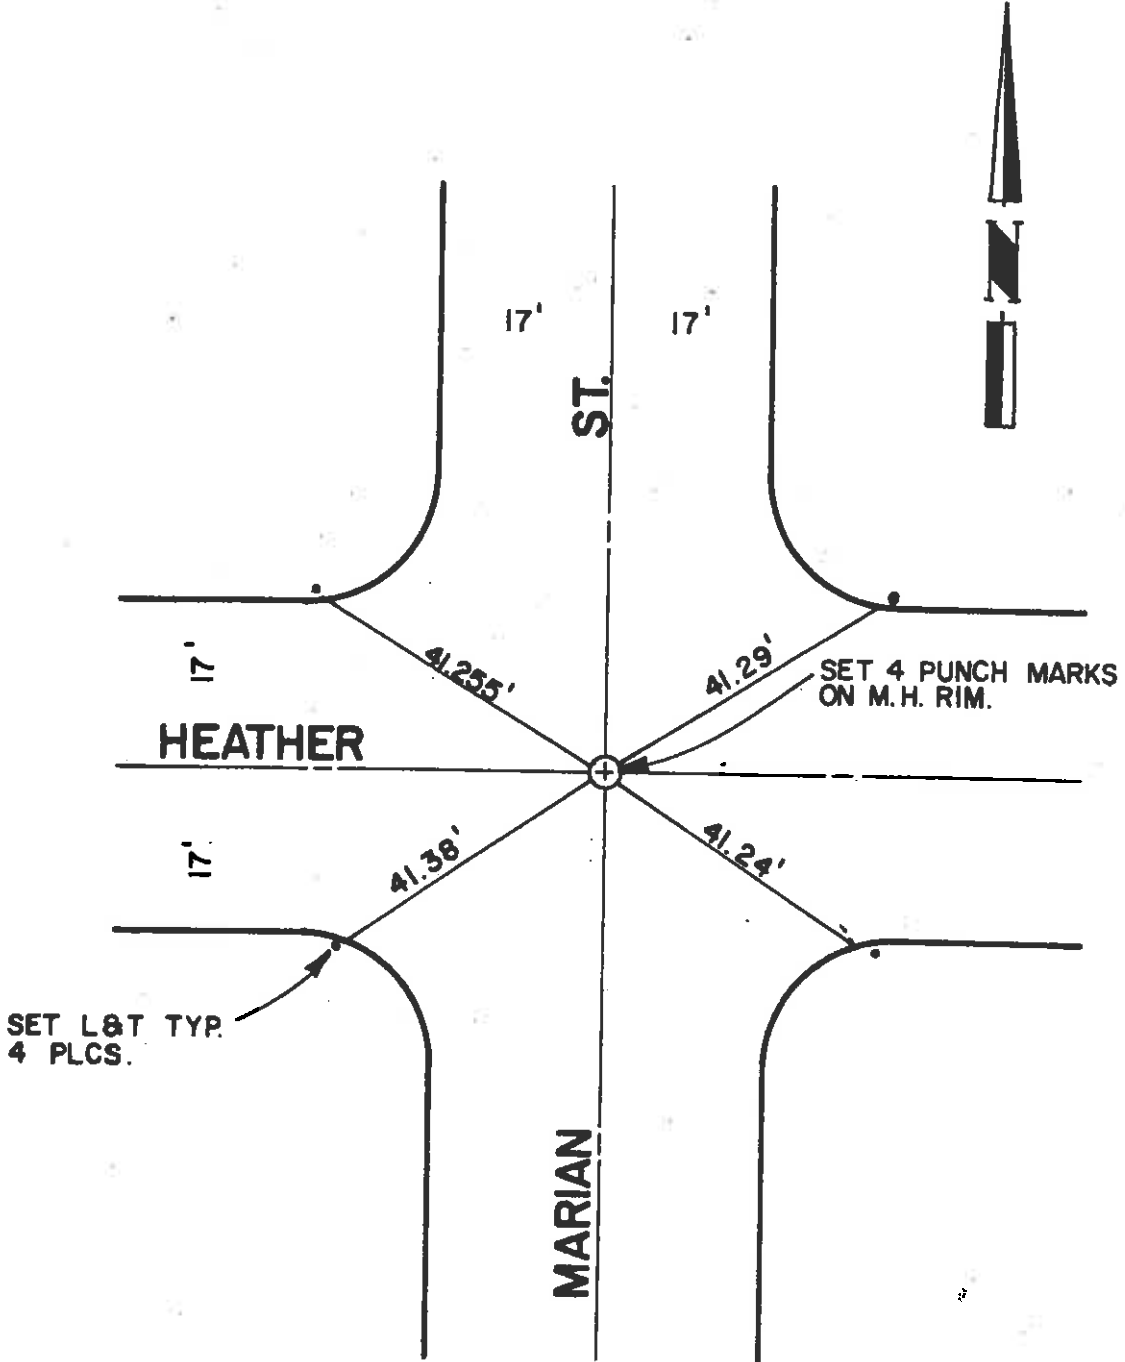 N
17' 17'
ST.
41.255'
41.29'
17'
SET 4 PUNCH MARKS
ON M.H. RIM.
HEATHER
41.38'
41.24'
17'
SET L&T TYP.
4 PLCS.
MARIAN